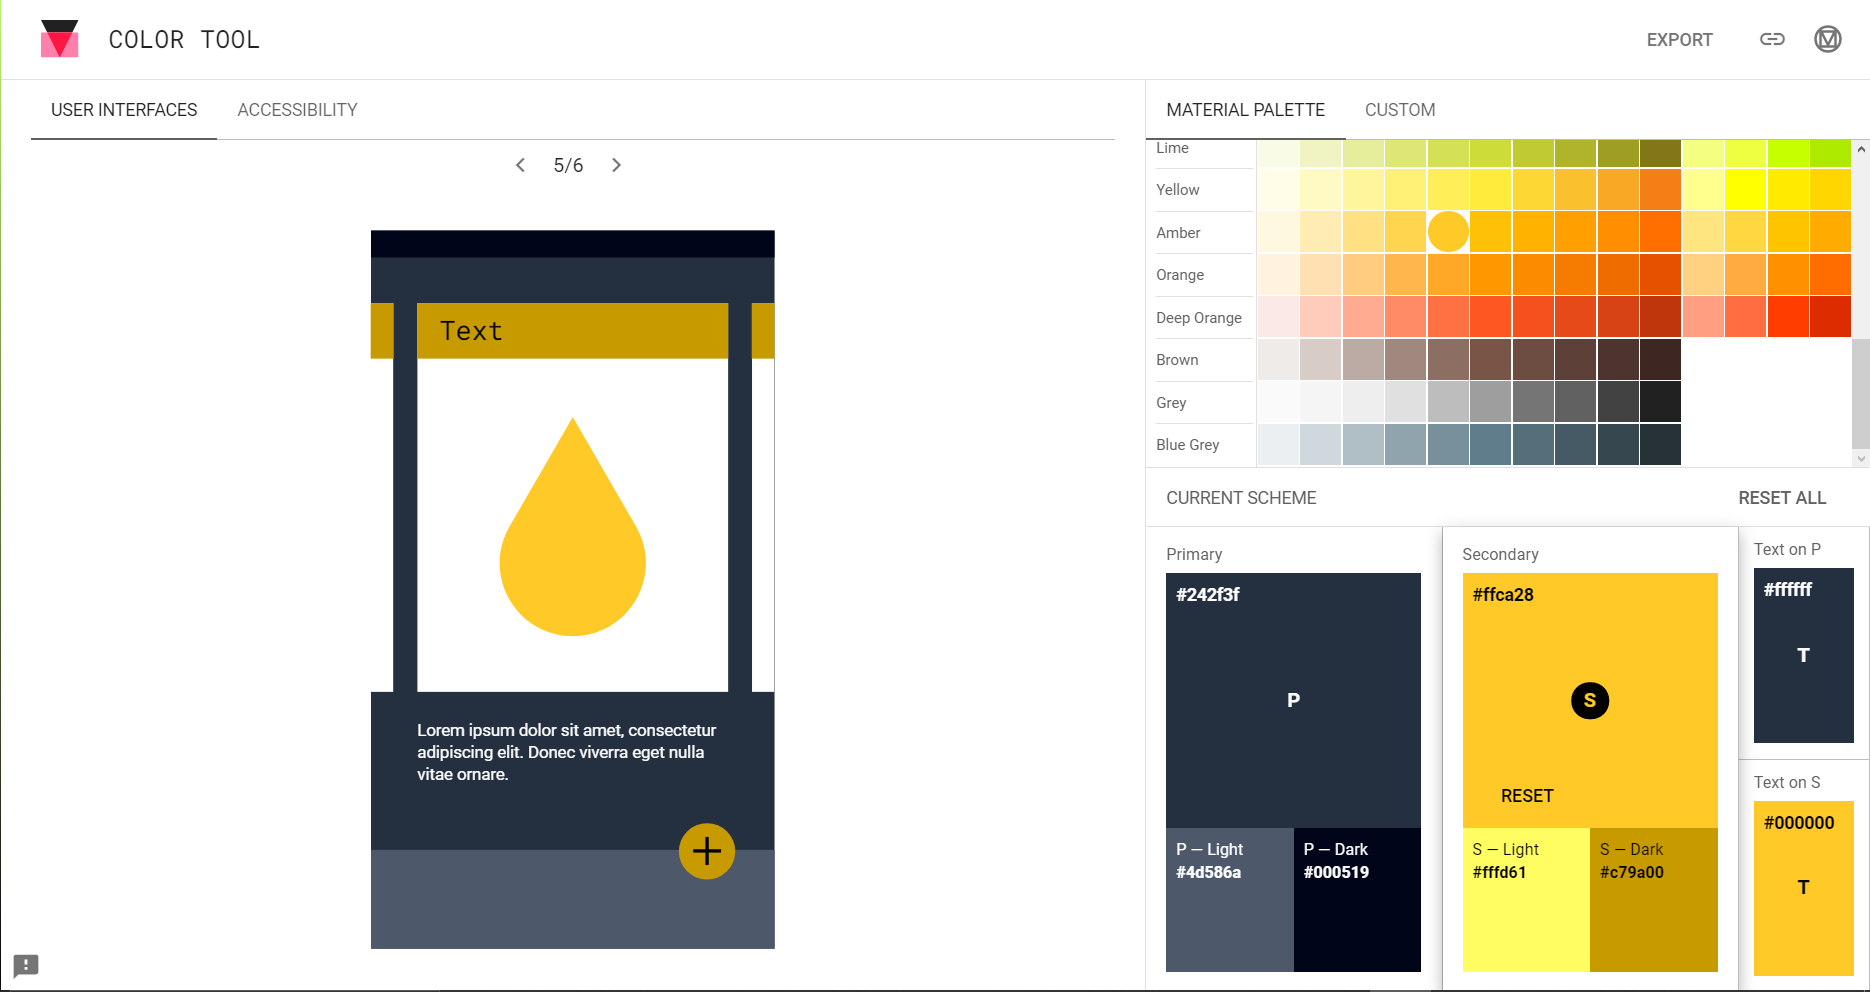 COLOR TOOL
EXPORT
USER INTERFACES ACCESSIBILITY
MATERIAL PALETTE CUSTOM
5/6
Lime
Yellow
Amber
Orange
Deep Orange
Brown
Grey
Blue Grey
Text
Lorem ipsum dolor sit amet, consectetur
adipiscing elit. Donec viverra eget nulla
vitae ornare.
CURRENT SCHEME RESET ALL
Primary
#242f3f
P
P — Light
#4d586a
P — Dark
#000519
Secondary
#ffca28
S
RESET
S — Light
#fffd61
S — Dark
#c79a00
Text on P
#ffffff
T
Text on S
#000000
T